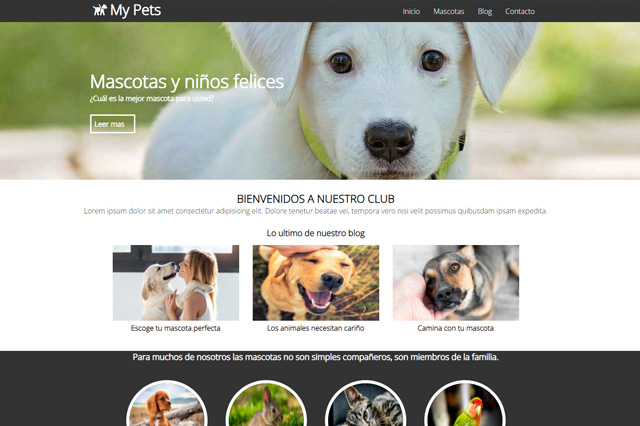 My Pets
Inicio Mascotas Blog Contacto
Mascotas y niños felices
¿Cuál es la mejor mascota para usted?
Leer mas
BIENVENIDOS A NUESTRO CLUB
Lorem ipsum dolor sit amet consectetur adipisicing elit. Dolore tenetur beatae vel, tempora vero nisi velit possimus quibusdam ipsam expedita.
Lo ultimo de nuestro blog
Escoge tu mascota perfecta
Los animales necesitan cariño
Camina con tu mascota
Para muchos de nosotros las mascotas no son simples compañeros, son miembros de la familia.